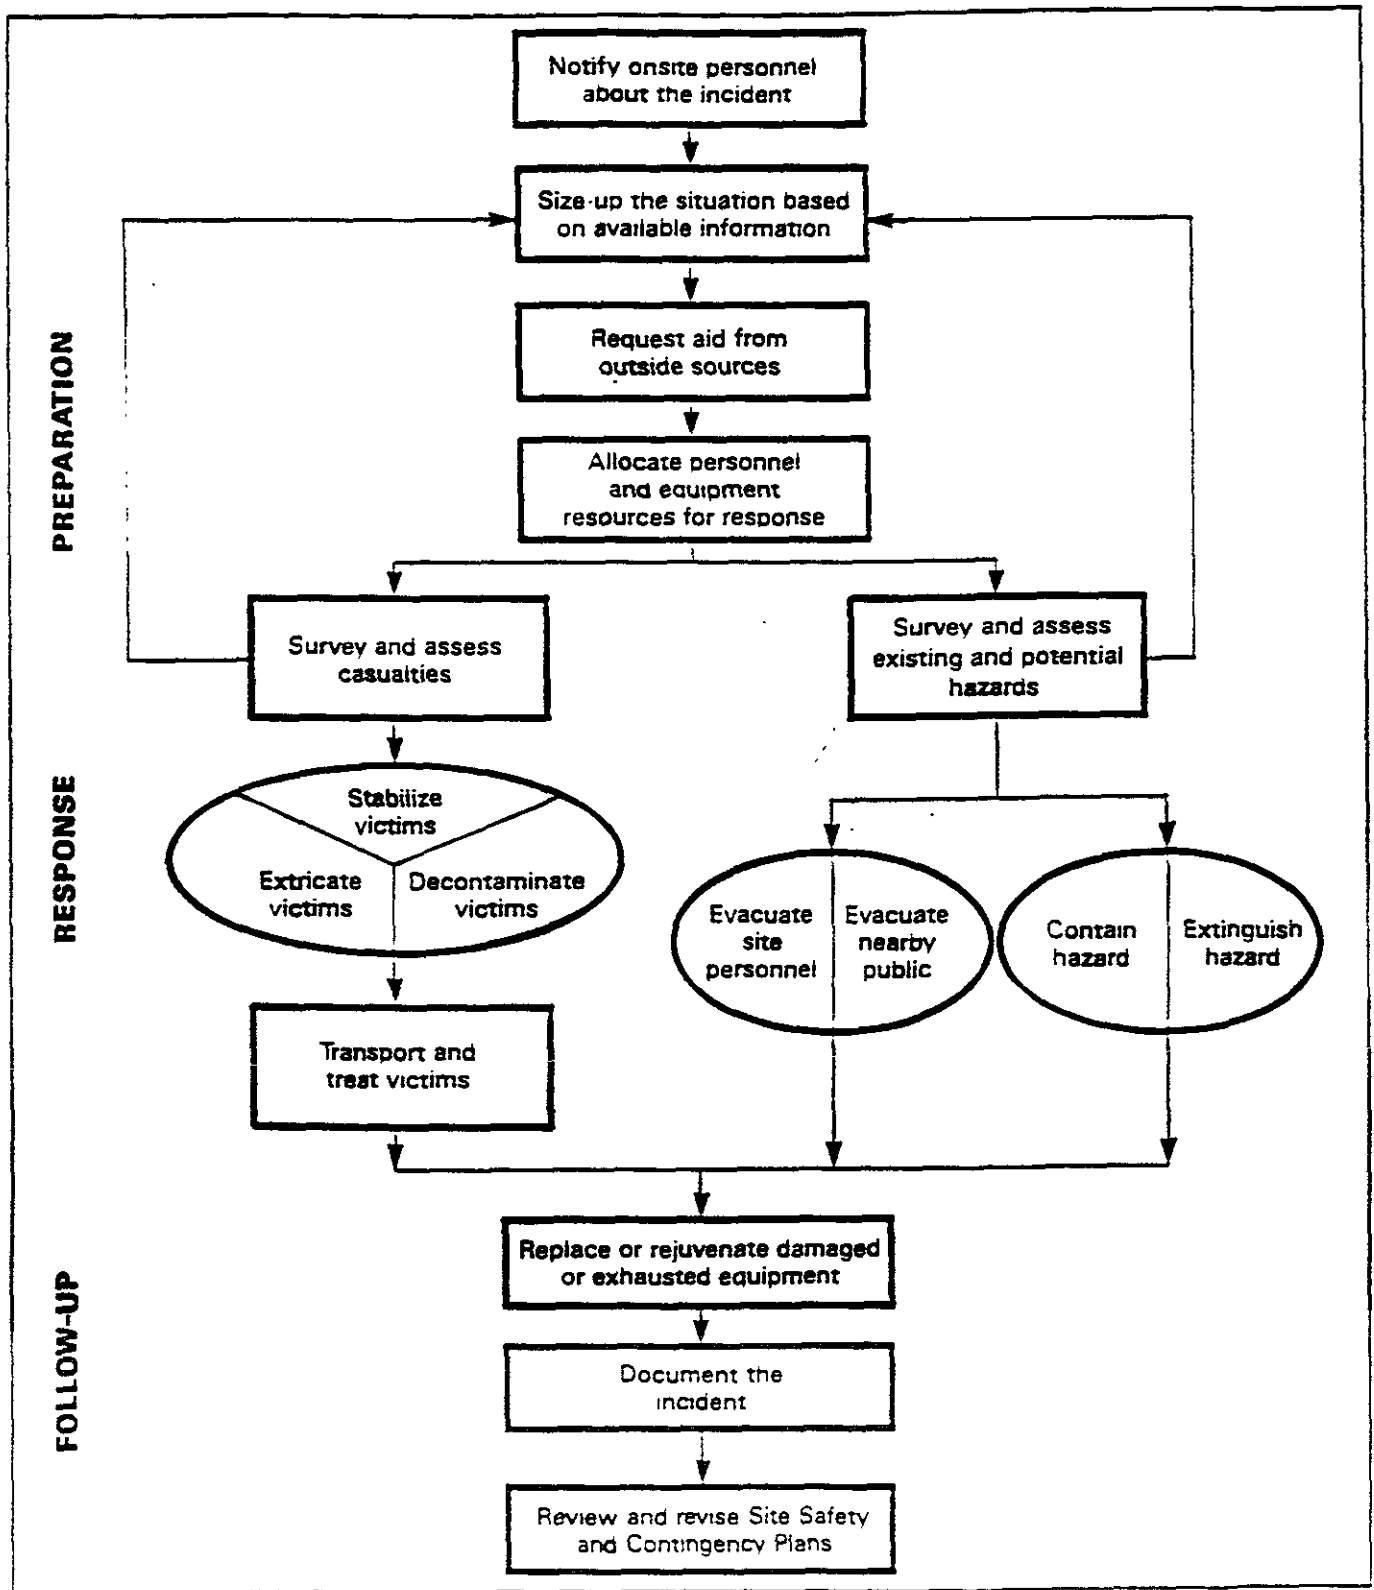 Notify onsite personnel
about the incident
Size-up the situation based
on available information
Request aid from
outside sources
Allocate personnel
and equipment
resources for response
PREPARATION
Survey and assess
casualties
Survey and assess
existing and potential
hazards
RESPONSE
Stabilize
victims
Extricate
victims
Decontaminate
victims
Evacuate
site
personnel
Evacuate
nearby
public
Contain
hazard
Extinguish
hazard
Transport and
treat victims
FOLLOW-UP
Replace or rejuvenate damaged
or exhausted equipment
Document the
incident
Review and revise Site Safety
and Contingency Plans